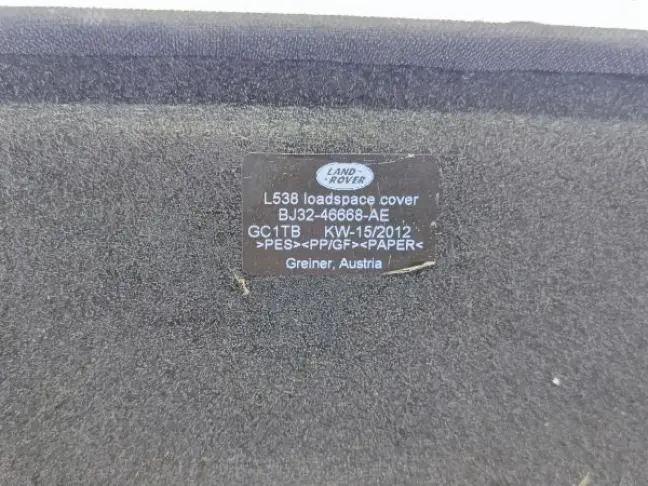 LAND-
-ROVER
L538 loadspace cover
BJ32-46668-AE
GC1TB KW-15/2012
>PES><PP/GF><PAPER<
Greiner, Austria